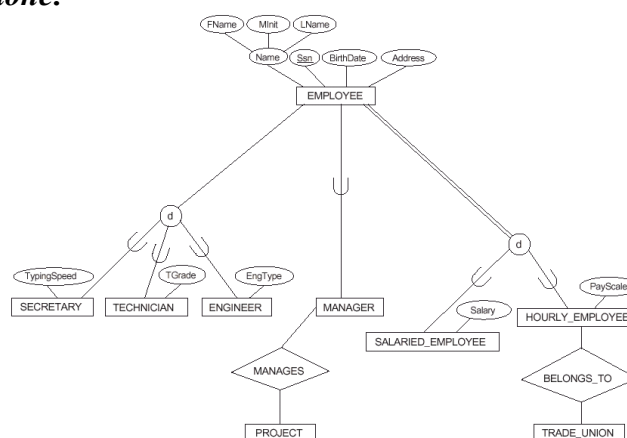 one.
FName MInit LName
Name Ssn BirthDate Address
EMPLOYEE
d
d
TypingSpeed TGrade EngType
SECRETARY TECHNICIAN ENGINEER MANAGER
Salary PayScale
SALARIED_EMPLOYEE HOURLY_EMPLOYEE
MANAGES BELONGS_TO
PROJECT TRADE_UNION